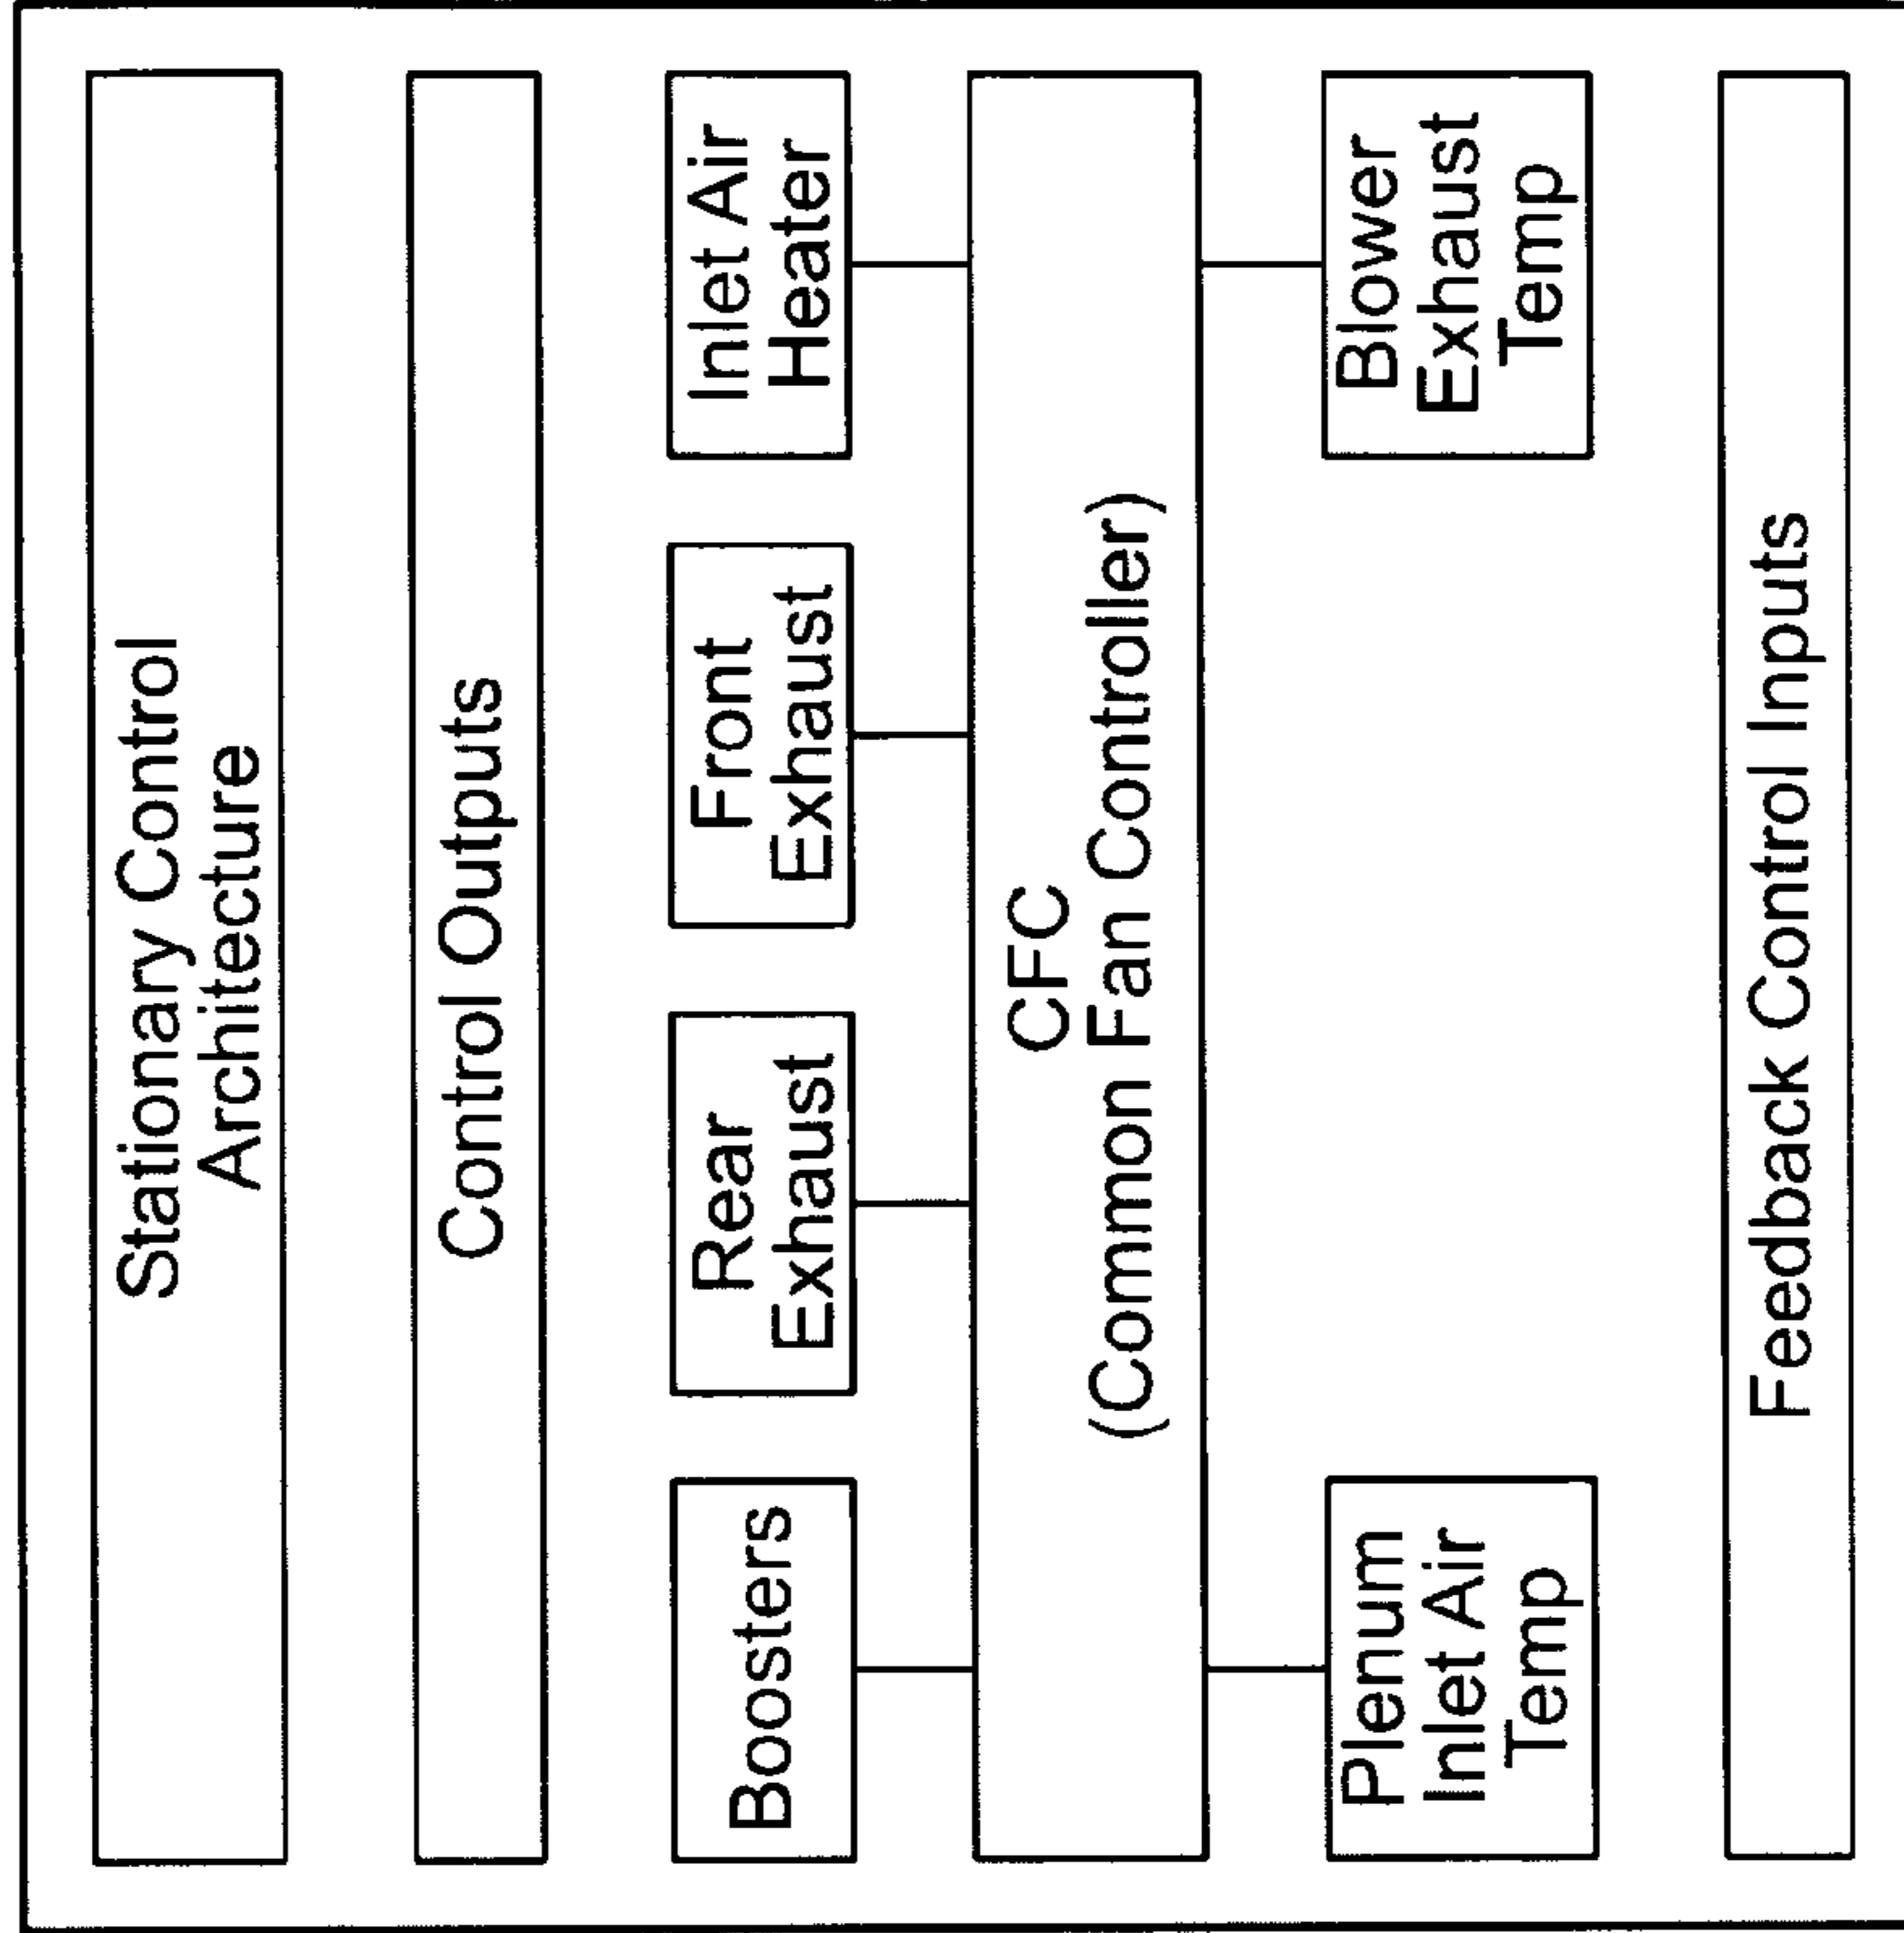 Stationary Control
Architecture
Control Outputs
Boosters
Rear
Exhaust
Front
Exhaust
Inlet Air
Heater
CFC
(Common Fan Controller)
Plenum
Inlet Air
Temp
Blower
Exhaust
Temp
Feedback Control Inputs